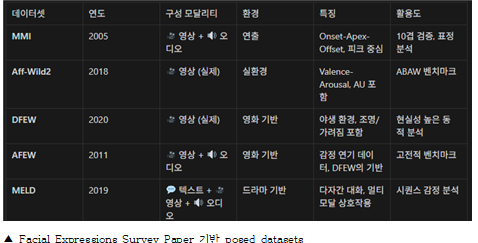 데이터셋 연도 구성 모달리티 환경 특징 활용도
MMI 2005 🎥 영상 + 🔊 오 연출 Onset-Apex- 10겹 검증, 표정
디오 Offset, 피크 중심 분석
Aff-Wild2 2018 🎥 영상 (실제) 실환경 Valence- ABAW 벤치마크
Arousal, AU 포
함
DFEW 2020 🎥 영상 (실제) 영화 기반 야생 환경, 조명/ 현실성 높은 동
가려짐 포함 적 분석
AFEW 2011 🎥 영상 + 🔊 오 영화 기반 감정 연기 데이 고전적 벤치마크
디오 터, DFEW의 기반
MELD 2019 💬 텍스트 + 🎥 드라마 기반 다자간 대화, 멀티 시퀀스 감정 분석
영상 + 🔊 오디 모달 상호작용
오
▲ Facial Expressions Survey Paper 기반 posed datasets